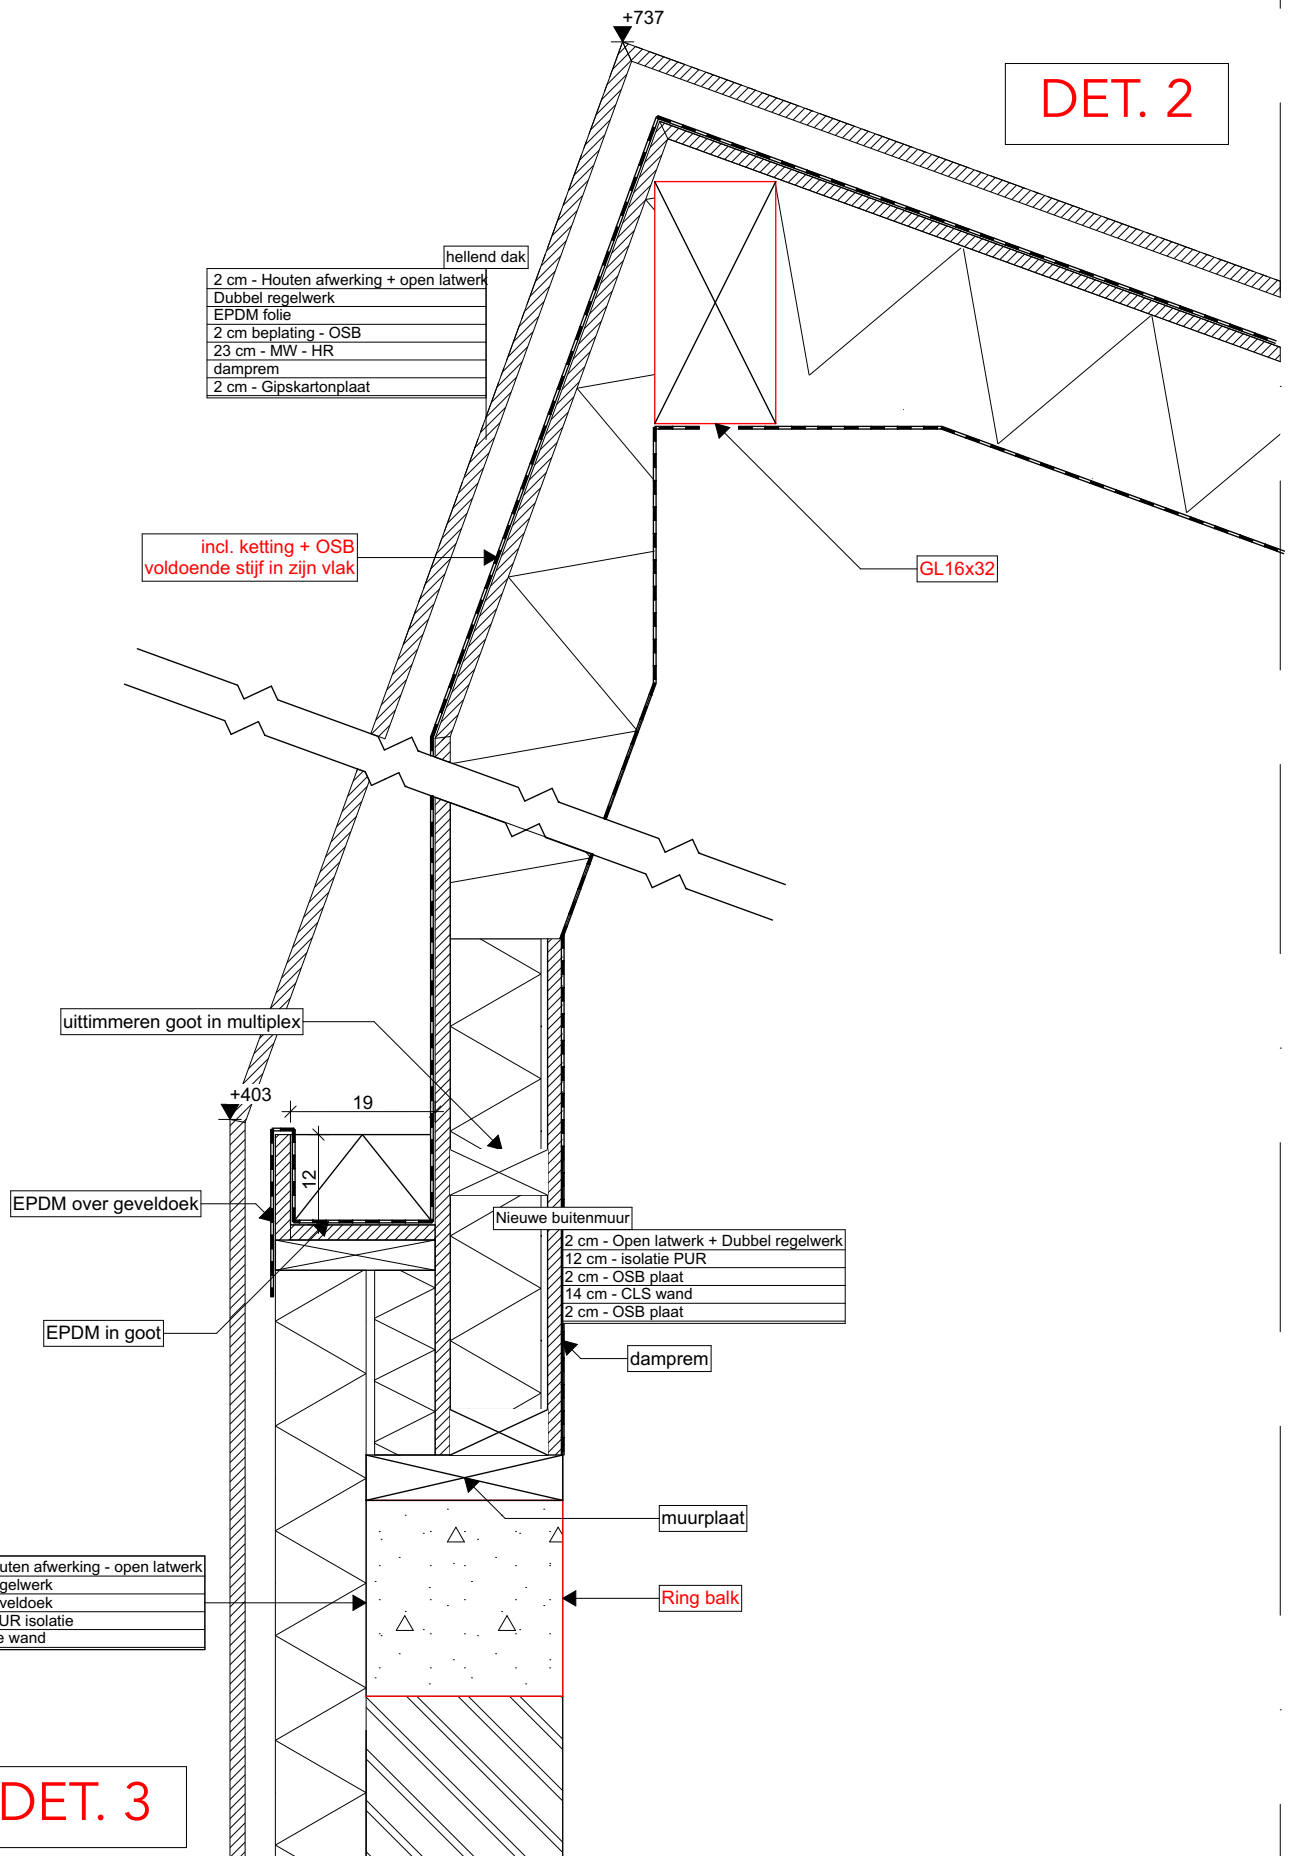 +737
DET. 2
hellend dak
2 cm - Houten afwerking + open latwerk
Dubbel regelwerk
EPDM folie
2 cm beplating - OSB
23 cm - MW - HR
damprem
2 cm - Gipskartonplaat
incl. ketting + OSB
voldoende stijf in zijn vlak
GL16x32
uittimmeren goot in multiplex
+403
19
12
EPDM over geveldoek
Nieuwe buitenmuur
2 cm - Open latwerk + Dubbel regelwerk
12 cm - isolatie PUR
2 cm - OSB plaat
14 cm - CLS wand
2 cm - OSB plaat
EPDM in goot
damprem
muurplaat
afwerking - open latwerk
isolatie
wand
Ring balk
DET. 3